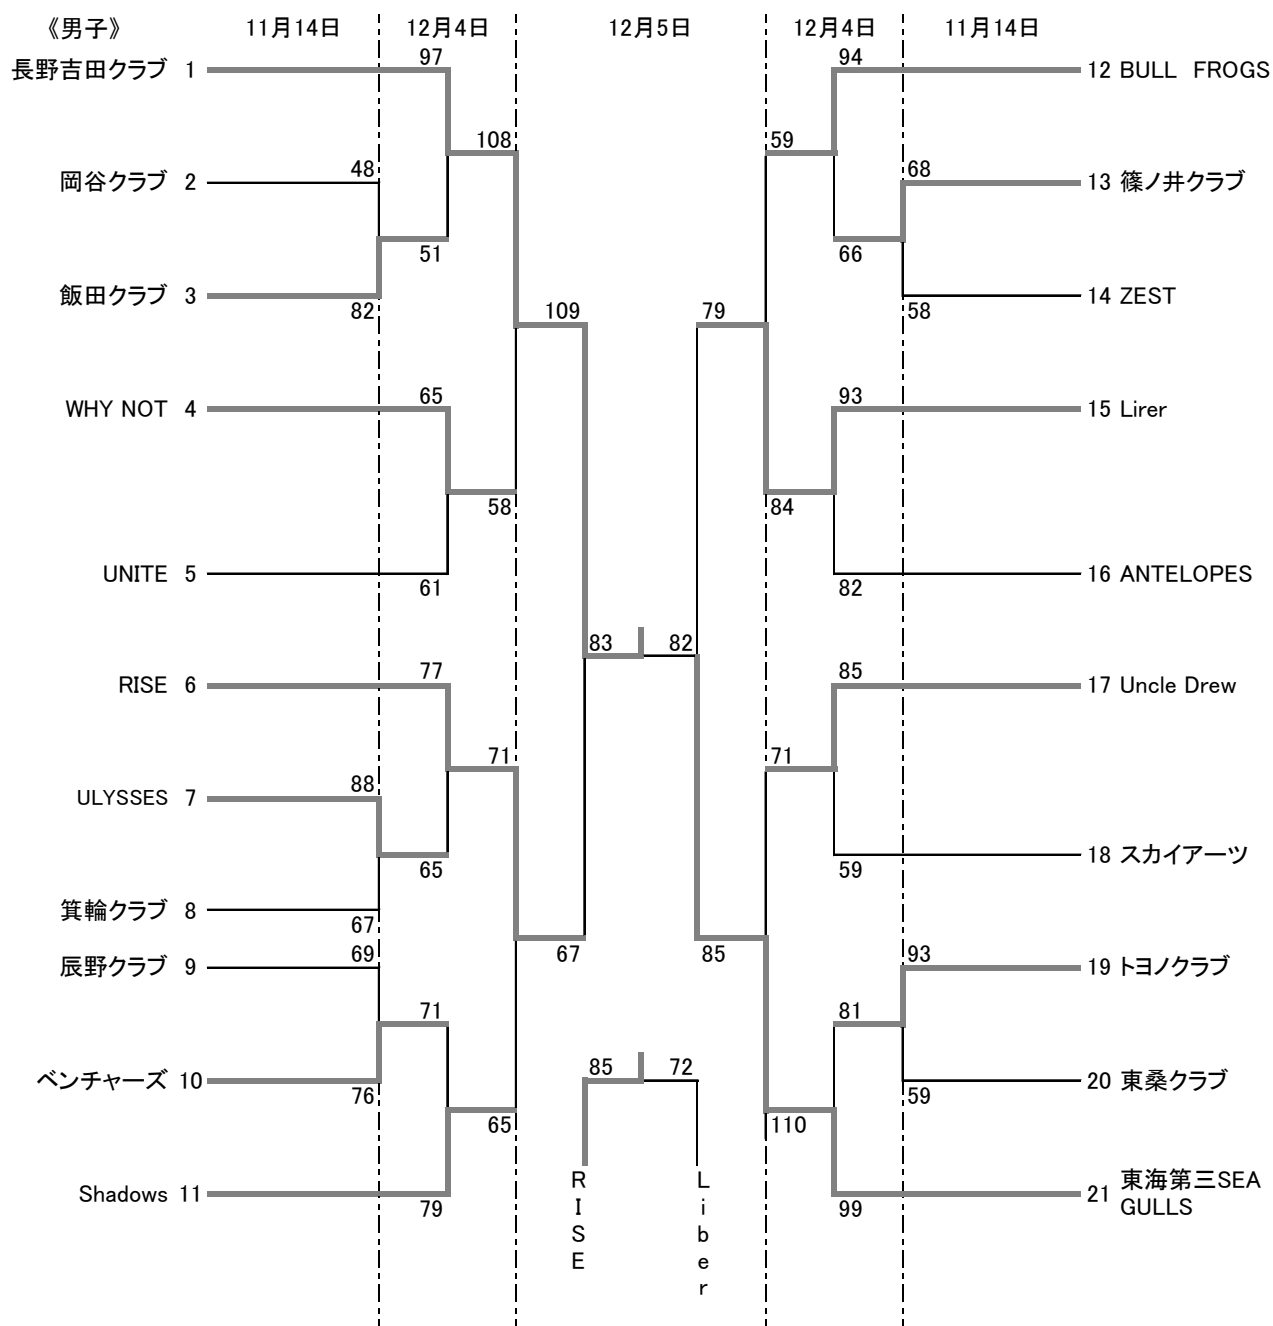 《男子》 11月14日 12月4日 12月5日 12月4日 11月14日
97 94
長野吉田クラブ 1 12 BULL FROGS
108 59
48 68
岡谷クラブ 2 13 篠ノ井クラブ
51 66
飯田クラブ 3 14 ZEST
82 109 79 58
65 93
WHY NOT 4 15 Lirer
58 84
UNITE 5 16 ANTELOPES
61 82
83 82
77 85
RISE 6 17 Uncle Drew
71 71
88
ULYSSES 7
65 59
18 スカイアーツ
箕輪クラブ 8
67
69 67 85 93
辰野クラブ 9 19 トヨノクラブ
71 81
85 72
ベンチャーズ 10 20 東桑クラブ
76 59
65 110
Shadows 11 21 東海第三SEA
GULLS
79 99
RISE
Liber